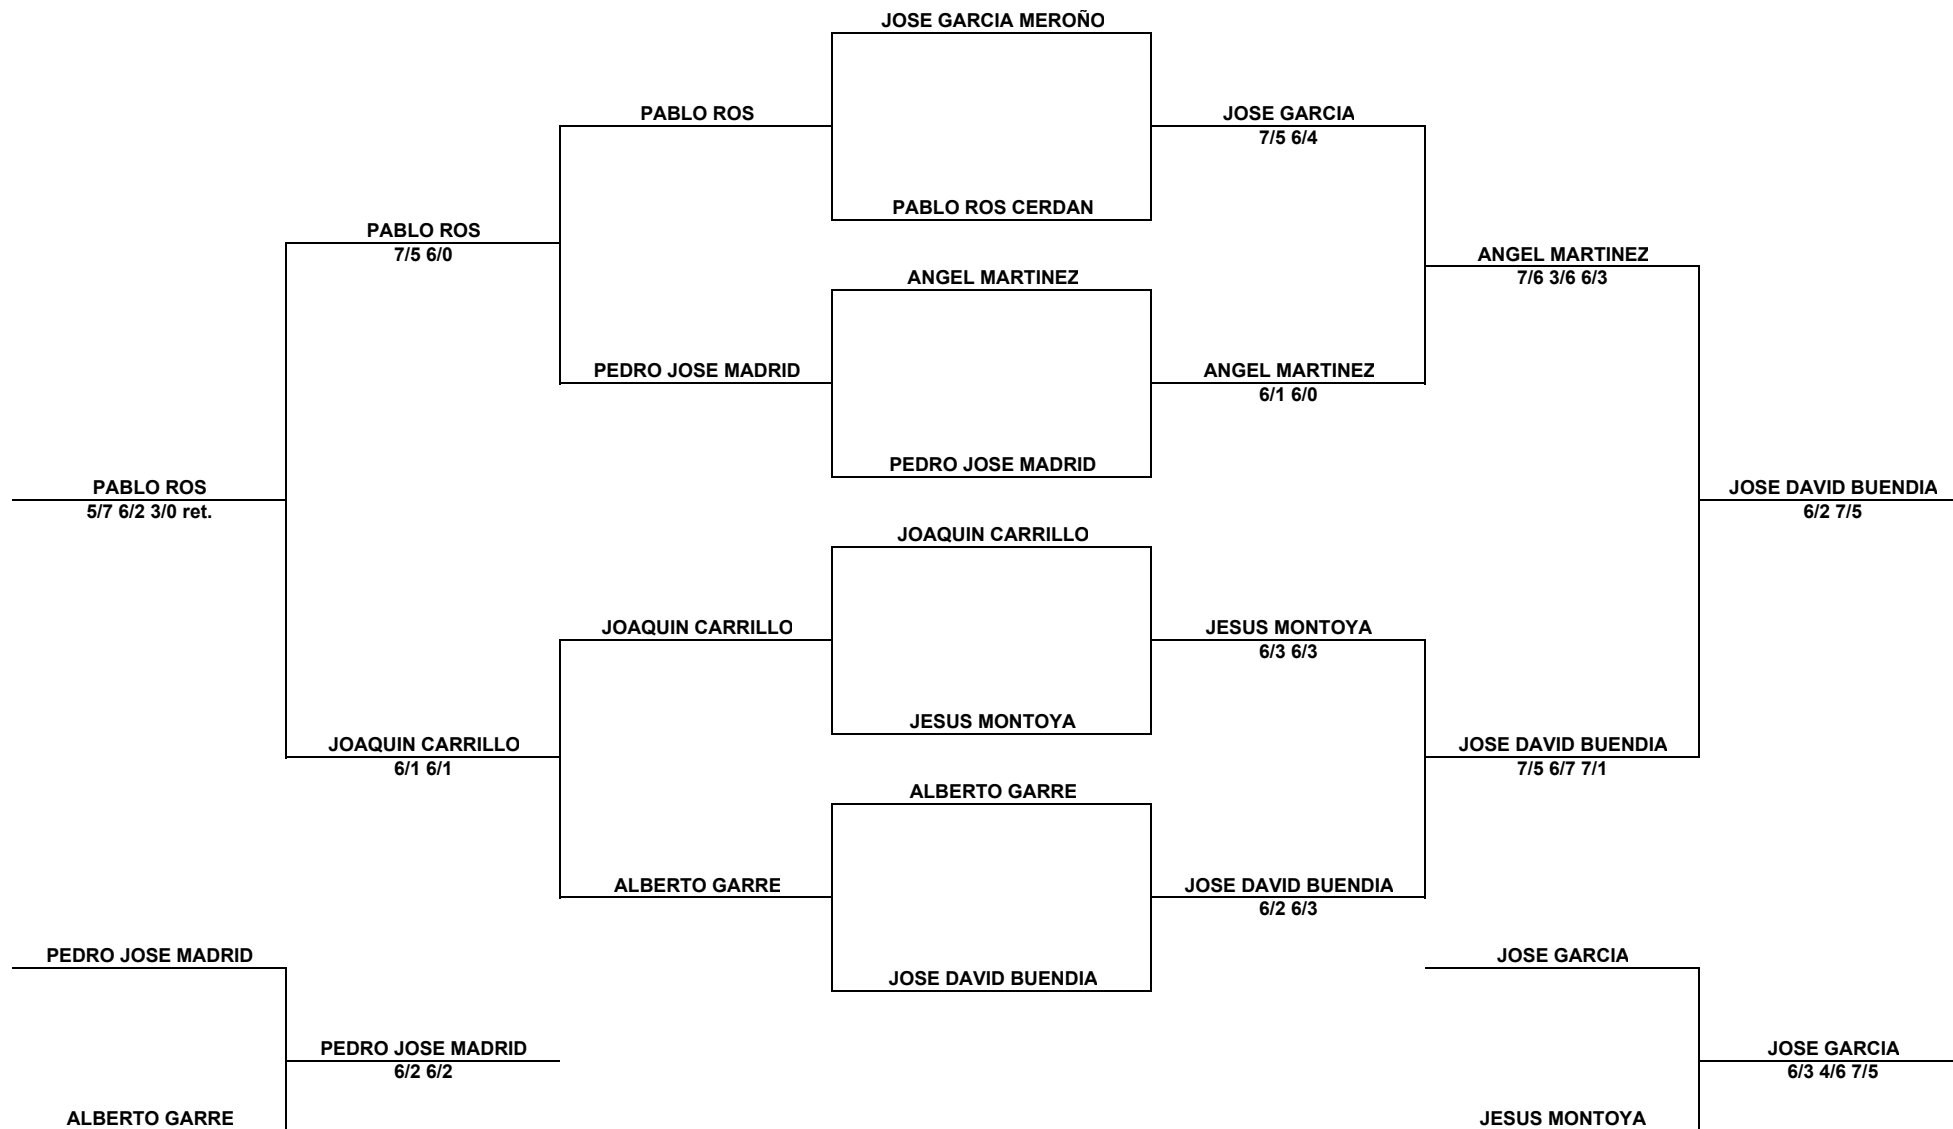 JOSE GARCIA MEROÑO
PABLO ROS
JOSE GARCIA
7/5 6/4
PABLO ROS CERDAN
PABLO ROS
7/5 6/0
ANGEL MARTINEZ
7/6 3/6 6/3
ANGEL MARTINEZ
PEDRO JOSE MADRID
ANGEL MARTINEZ
6/1 6/0
PEDRO JOSE MADRID
PABLO ROS
5/7 6/2 3/0 ret.
JOSE DAVID BUENDIA
6/2 7/5
JOAQUIN CARRILLO
JOAQUIN CARRILLO
JESUS MONTOYA
6/3 6/3
JESUS MONTOYA
JOAQUIN CARRILLO
6/1 6/1
JOSE DAVID BUENDIA
7/5 6/7 7/1
ALBERTO GARRE
ALBERTO GARRE
JOSE DAVID BUENDIA
6/2 6/3
PEDRO JOSE MADRID
JOSE GARCIA
JOSE DAVID BUENDIA
PEDRO JOSE MADRID
6/2 6/2
JOSE GARCIA
6/3 4/6 7/5
ALBERTO GARRE
JESUS MONTOYA